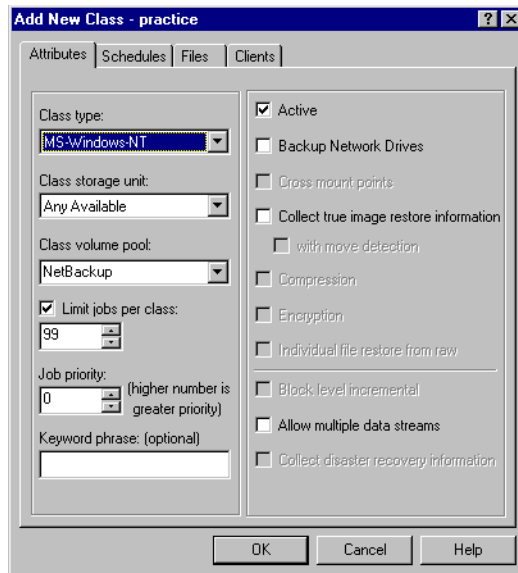 Add New Class - practice
Attributes
Schedules
Files
Clients
Class type:
MS-Windows-NT
Class storage unit:
Any Available
Class volume pool:
NetBackup
Limit jobs per class:
99
Job priority:
0
(higher number is
greater priority)
Keyword phrase: (optional)
Active
Backup Network Drives
Cross mount points
Collect true image restore information
with move detection
Compression
Encryption
Individual file restore from raw
Block level incremental
Allow multiple data streams
Collect disaster recovery information
OK
Cancel
Help